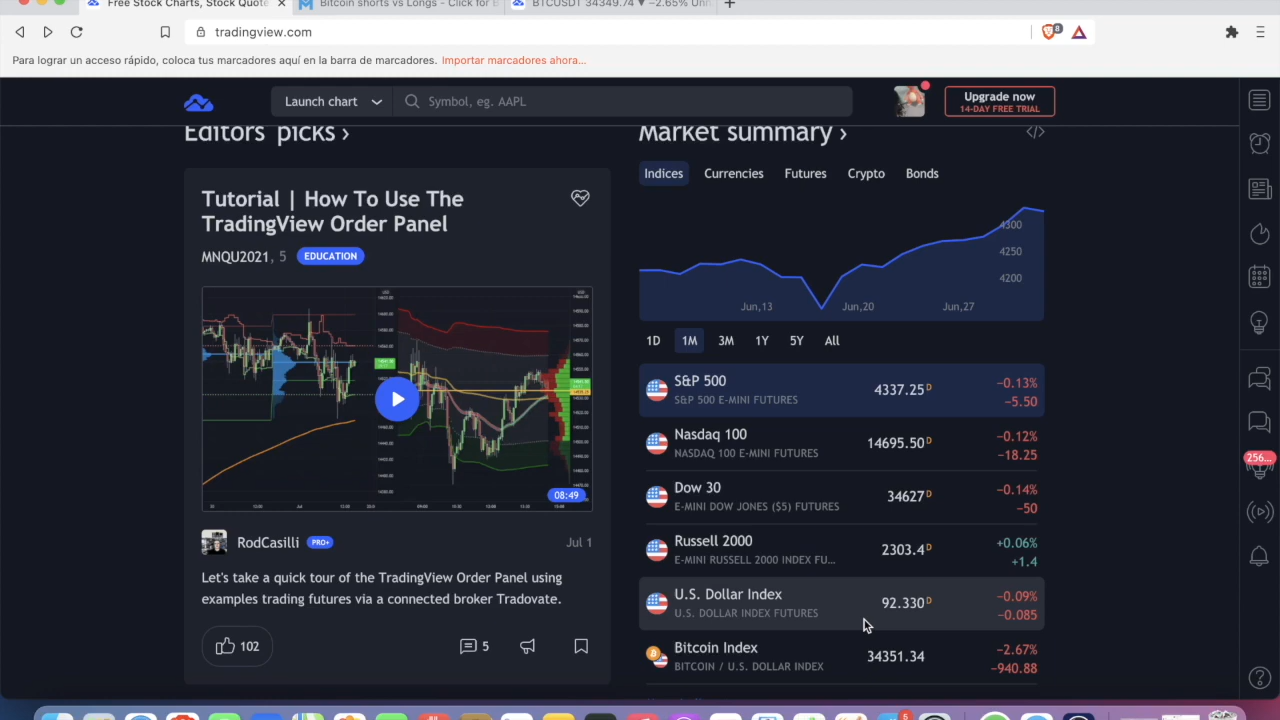 Free Stock Charts, Stock Quote
Bitcoin shorts vs Longs - Click for B
BTCUSDT 34349.74 ▼ −2.65% Unn
8
tradingview.com
Para lograr un acceso rápido, coloca tus marcadores aquí en la barra de marcadores. Importar marcadores ahora...
Launch chart
Symbol, eg. AAPL
Upgrade now
14-DAY FREE TRIAL
Editors' picks ›
Market summary ›
</>
Tutorial | How To Use The
TradingView Order Panel
MNQU2021, 5 EDUCATION
08:49
RodCasilli PRO+ Jul 1
Let's take a quick tour of the TradingView Order Panel using
examples trading futures via a connected broker Tradovate.
102
5
Indices Currencies Futures Crypto Bonds
4300
4250
4200
Jun,13 Jun,20 Jun,27
1D 1M 3M 1Y 5Y All
S&P 500 4337.25 D −0.13%
S&P 500 E-MINI FUTURES −5.50
Nasdaq 100 14695.50 D −0.12%
NASDAQ 100 E-MINI FUTURES −18.25
Dow 30 34627 D −0.14%
E-MINI DOW JONES ($5) FUTURES −50
Russell 2000 2303.4 D +0.06%
E-MINI RUSSELL 2000 INDEX FU... +1.4
U.S. Dollar Index 92.330 D −0.09%
U.S. DOLLAR INDEX FUTURES −0.085
Bitcoin Index 34351.34 −2.67%
BITCOIN / U.S. DOLLAR INDEX −940.88
256...